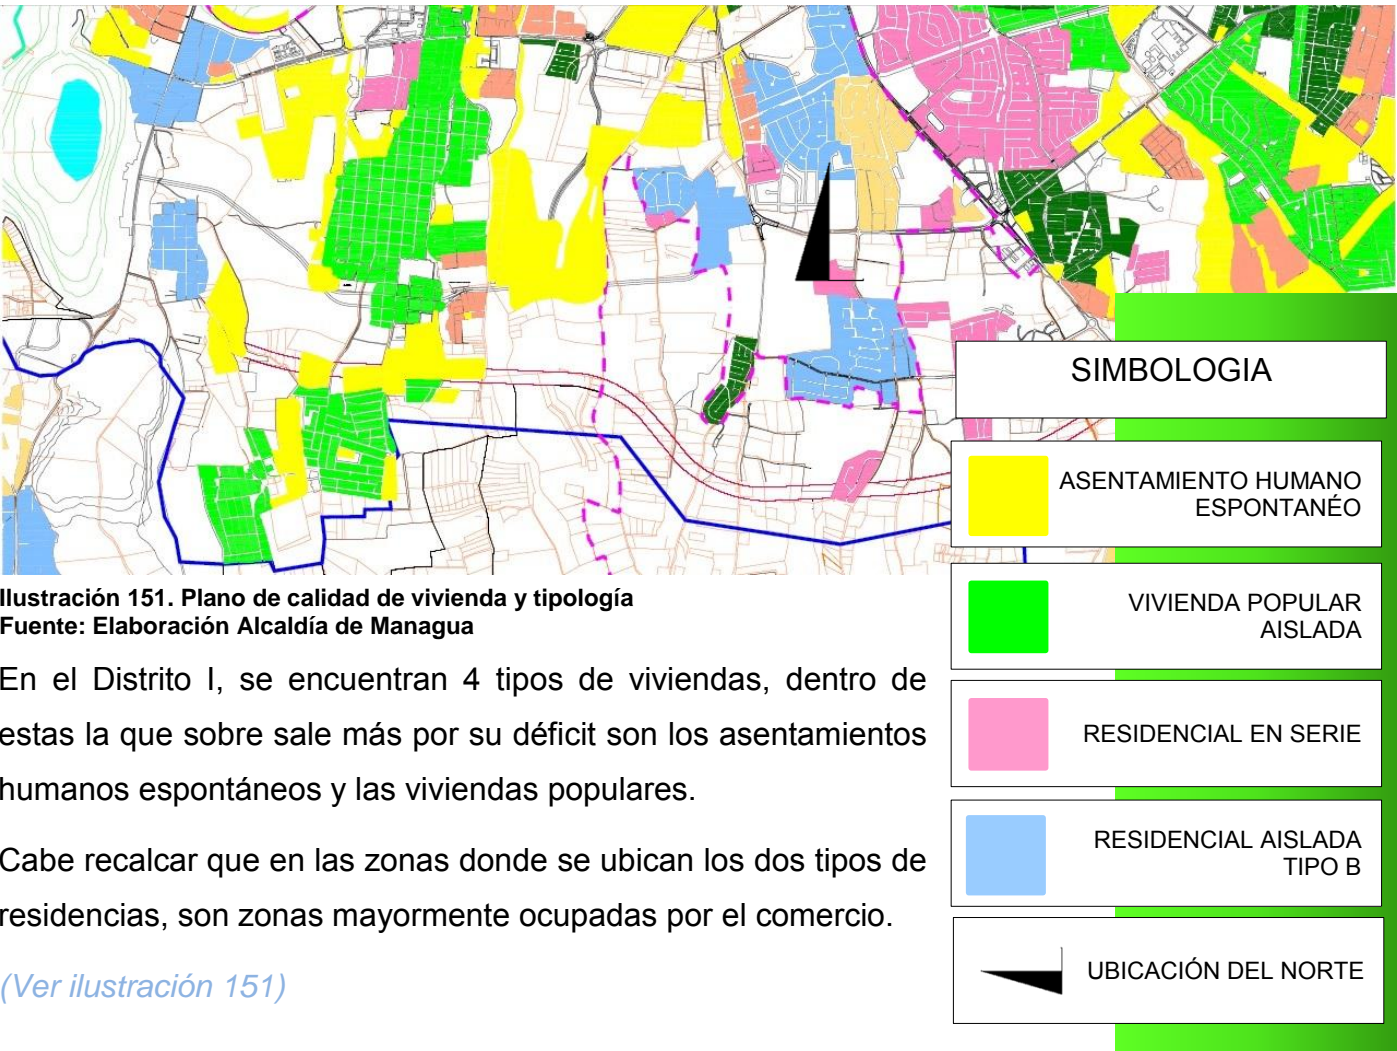 Ilustración 151. Plano de calidad de vivienda y tipología
Fuente: Elaboración Alcaldía de Managua
En el Distrito I, se encuentran 4 tipos de viviendas, dentro de
estas la que sobre sale más por su déficit son los asentamientos
humanos espontáneos y las viviendas populares.
Cabe recalcar que en las zonas donde se ubican los dos tipos de
residencias, son zonas mayormente ocupadas por el comercio.
(Ver ilustración 151)
SIMBOLOGIA
ASENTAMIENTO HUMANO
ESPONTANÉO
VIVIENDA POPULAR
AISLADA
RESIDENCIAL EN SERIE
RESIDENCIAL AISLADA
TIPO B
UBICACIÓN DEL NORTE